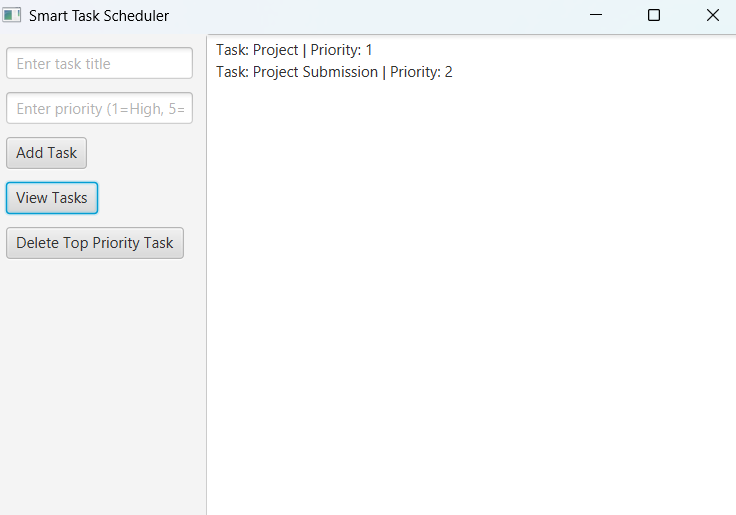 Smart Task Scheduler
Enter task title
Enter priority (1=High, 5=
Add Task
View Tasks
Delete Top Priority Task
Task: Project | Priority: 1
Task: Project Submission | Priority: 2